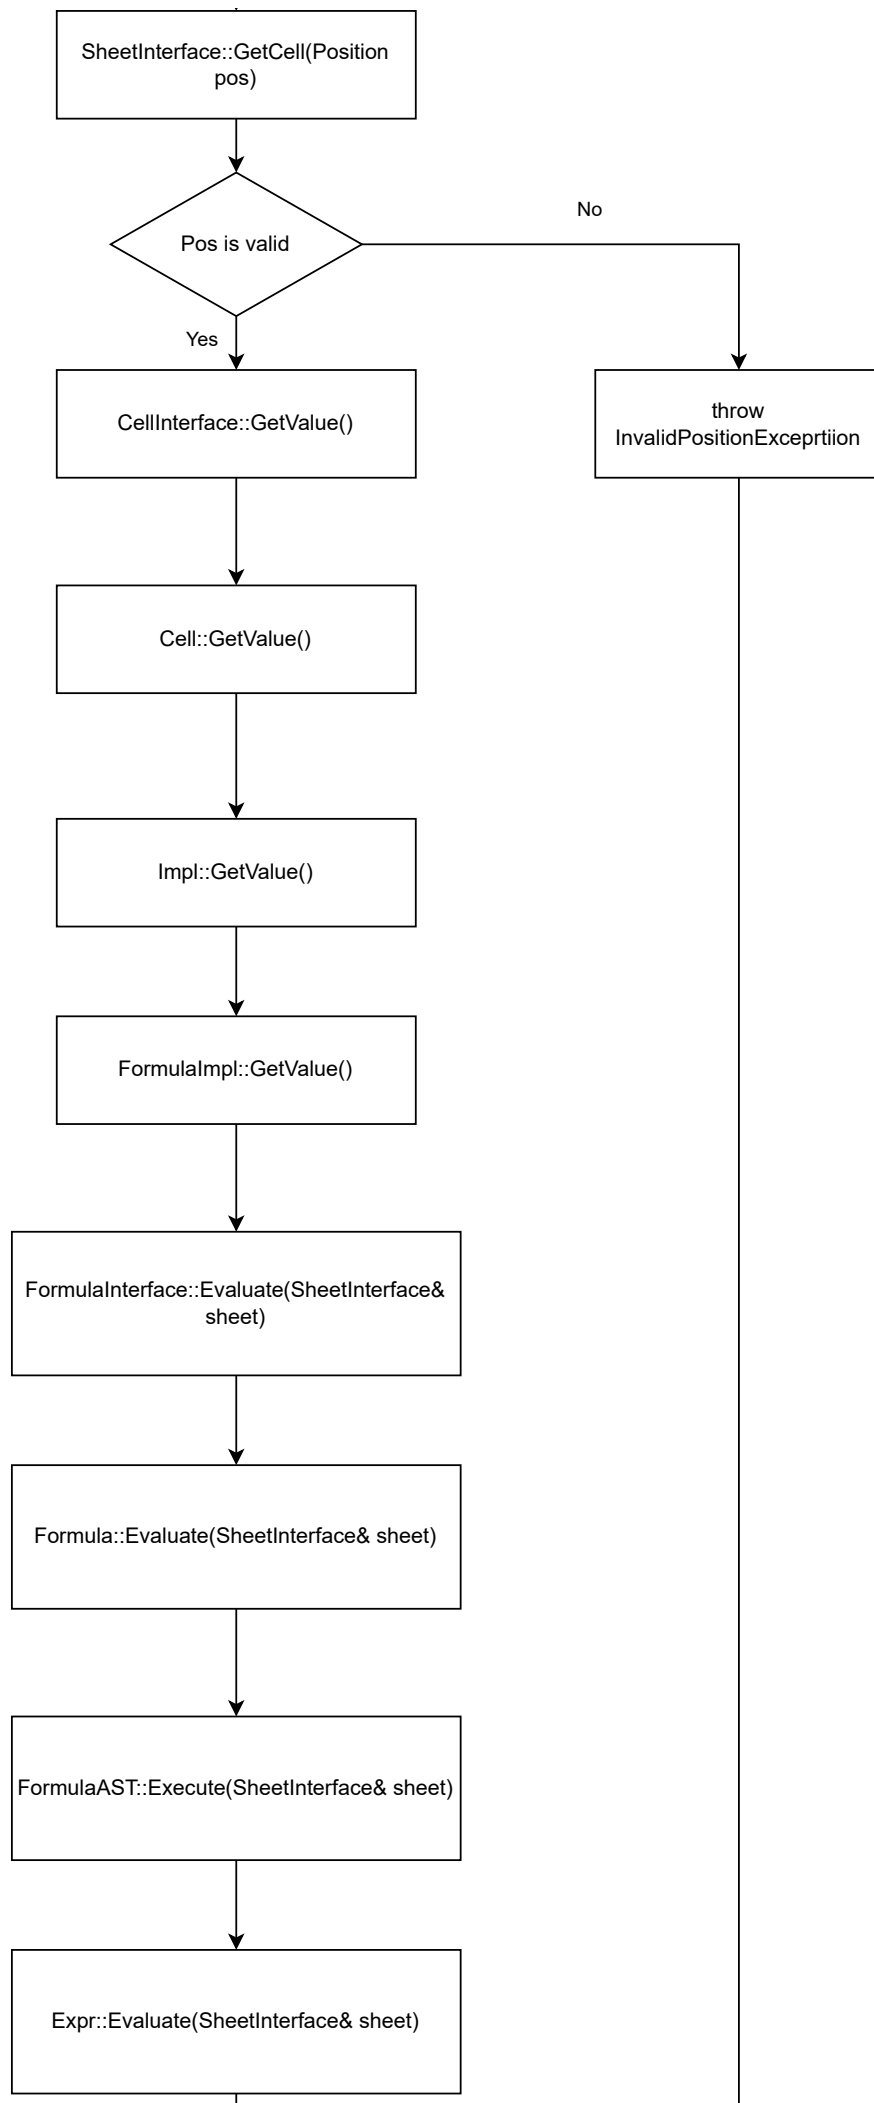 SheetInterface::GetCell(Position
pos)
Pos is valid
No
Yes
CellInterface::GetValue()
throw
InvalidPositionExceprtiion
Cell::GetValue()
Impl::GetValue()
FormulaImpl::GetValue()
FormulaInterface::Evaluate(SheetInterface&
sheet)
Formula::Evaluate(SheetInterface& sheet)
FormulaAST::Execute(SheetInterface& sheet)
Expr::Evaluate(SheetInterface& sheet)